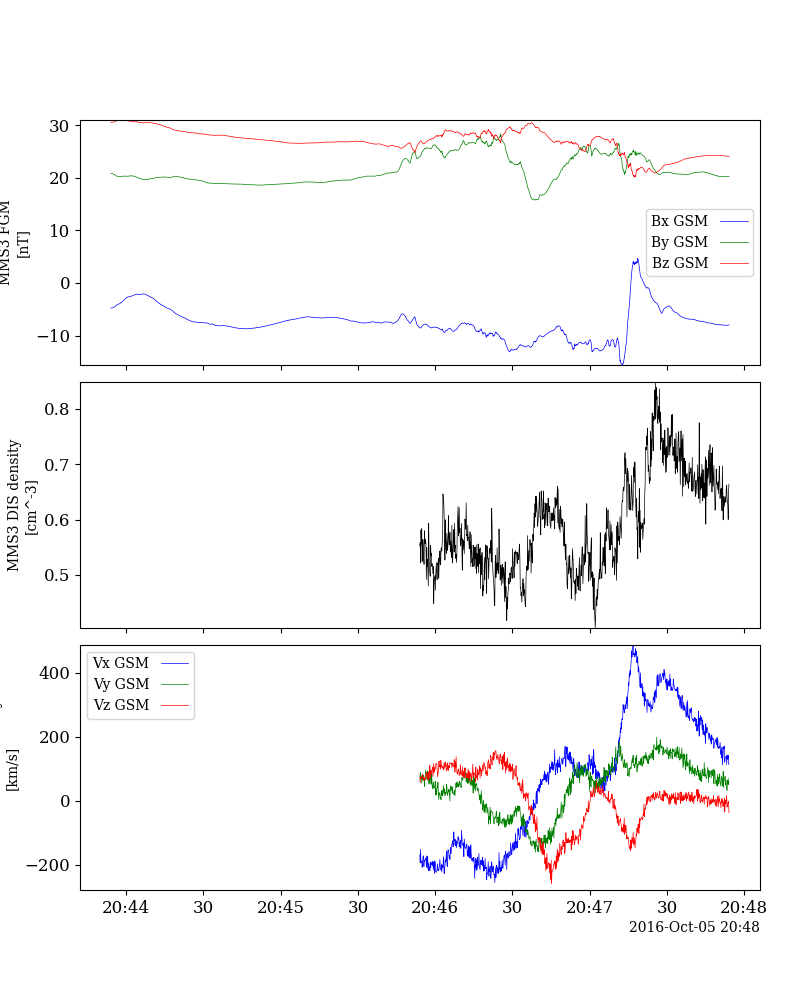 30
20
10
0
−10
MMS3 FGM
[nT]
Bx GSM
By GSM
Bz GSM
0.8
0.7
0.6
0.5
MMS3 DIS density
[cm^-3]
Vx GSM
Vy GSM
Vz GSM
400
200
0
−200
[km/s]
20:44 30 20:45 30 20:46 30 20:47 30 20:48
2016-Oct-05 20:48